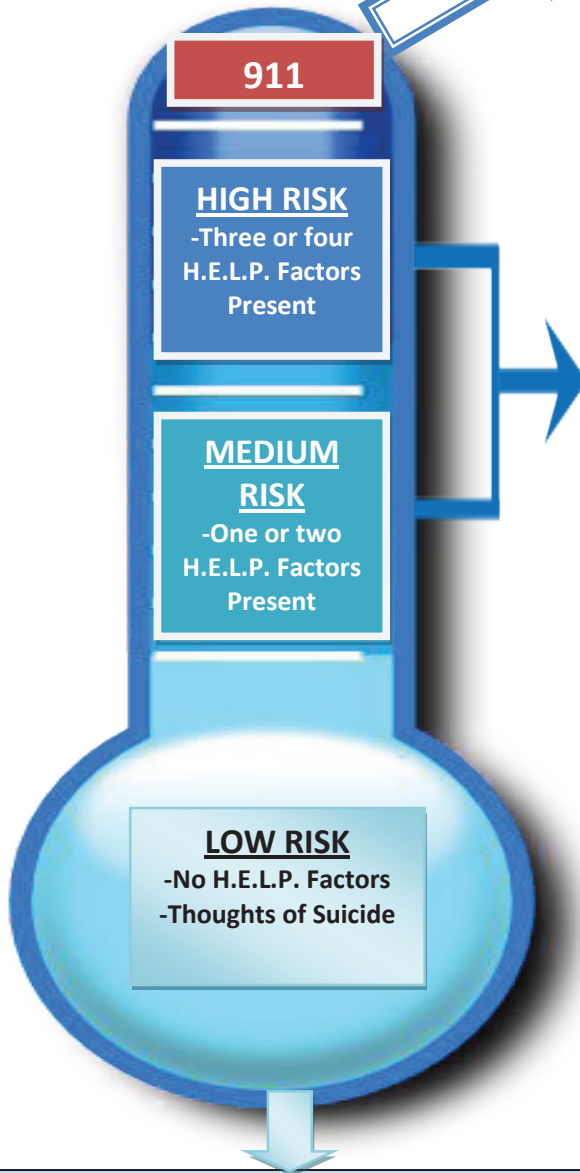 911
HIGH RISK
-Three or four
H.E.L.P. Factors
Present
MEDIUM
RISK
-One or two
H.E.L.P. Factors
Present
LOW RISK
-No H.E.L.P. Factors
-Thoughts of Suicide